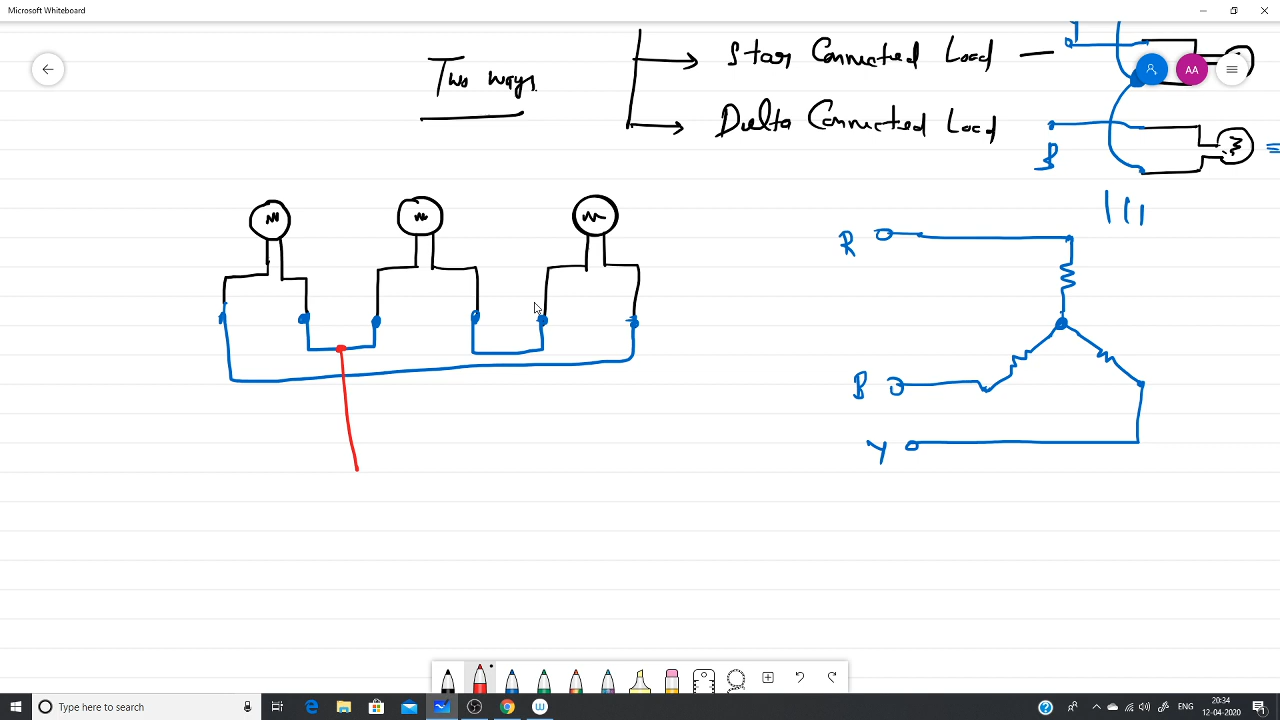 Microsoft Whiteboard
Two ways
Star Connected Load
Delta Connected Load
AA
R
B
Y
Type here to search
ENG
20:34
12-04-2020